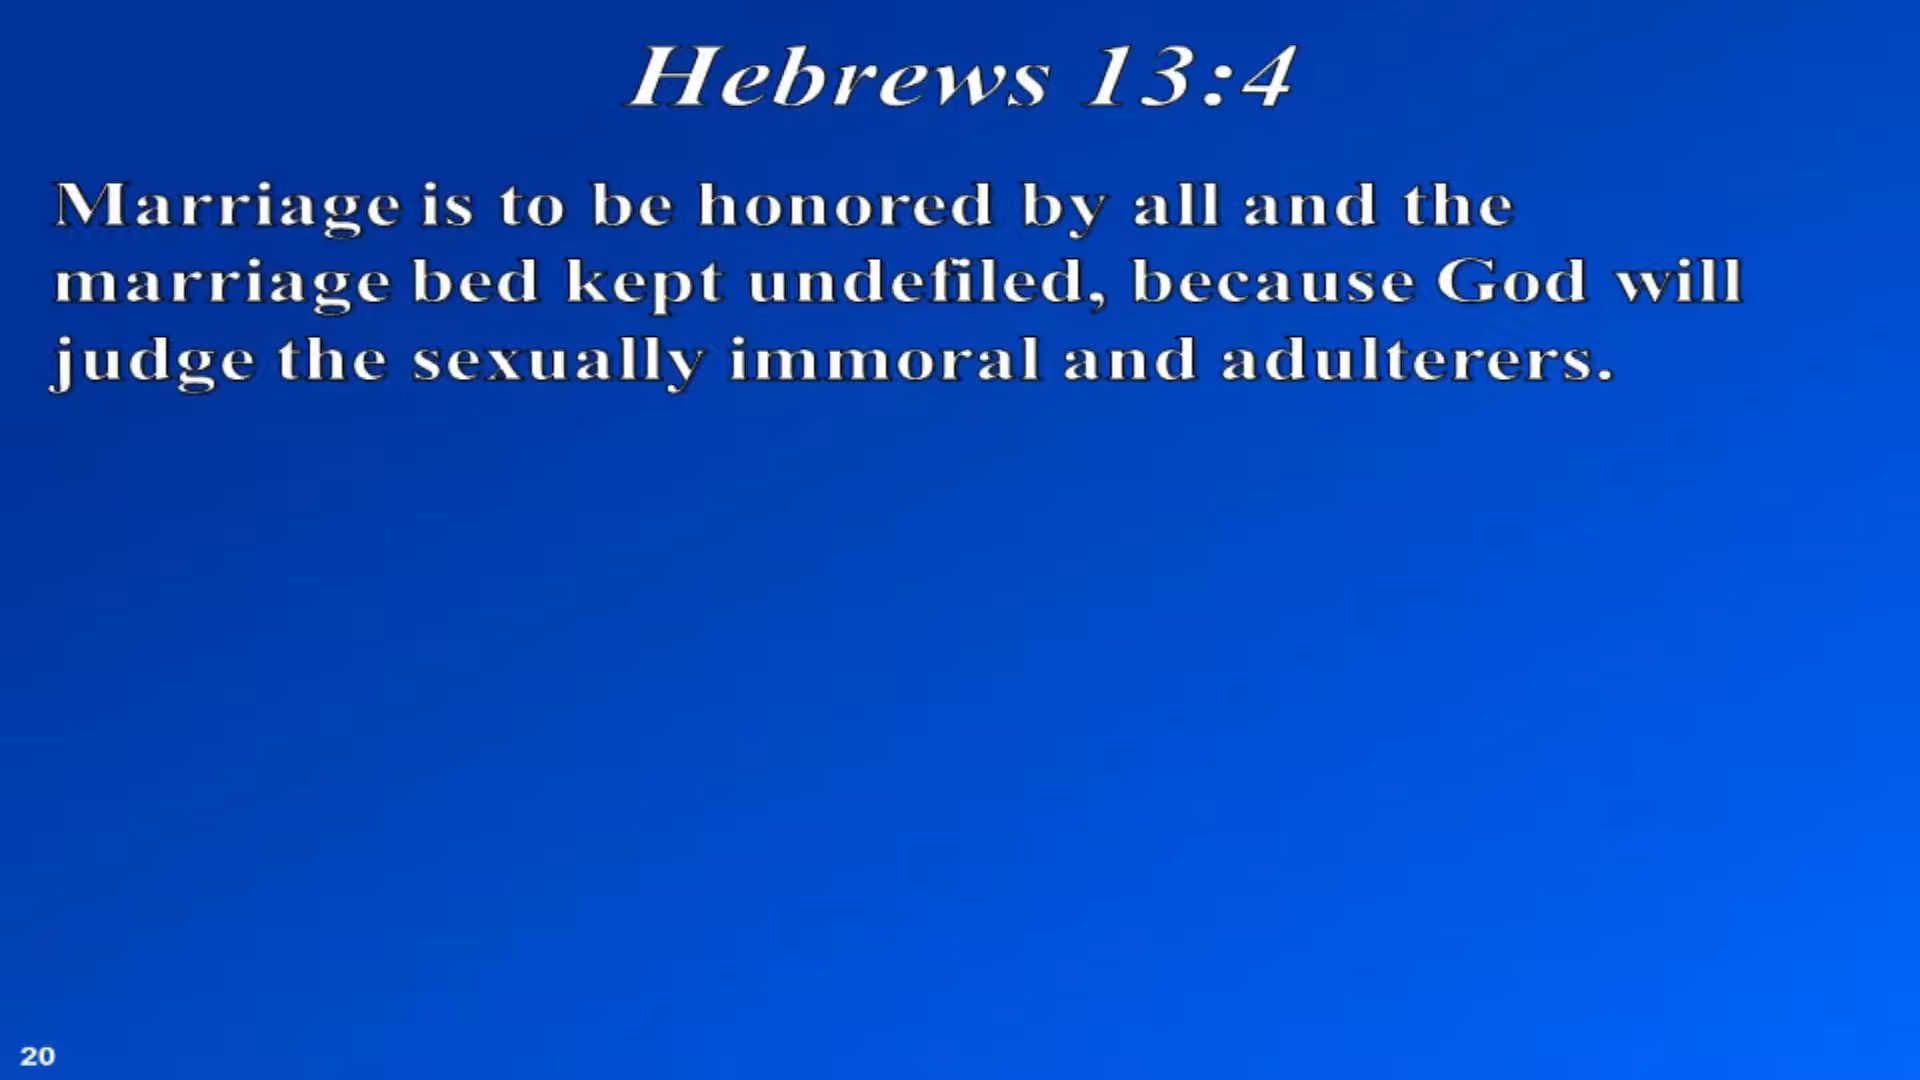 Hebrews 13:4
Marriage is to be honored by all and the
marriage bed kept undefiled, because God will
judge the sexually immoral and adulterers.
20